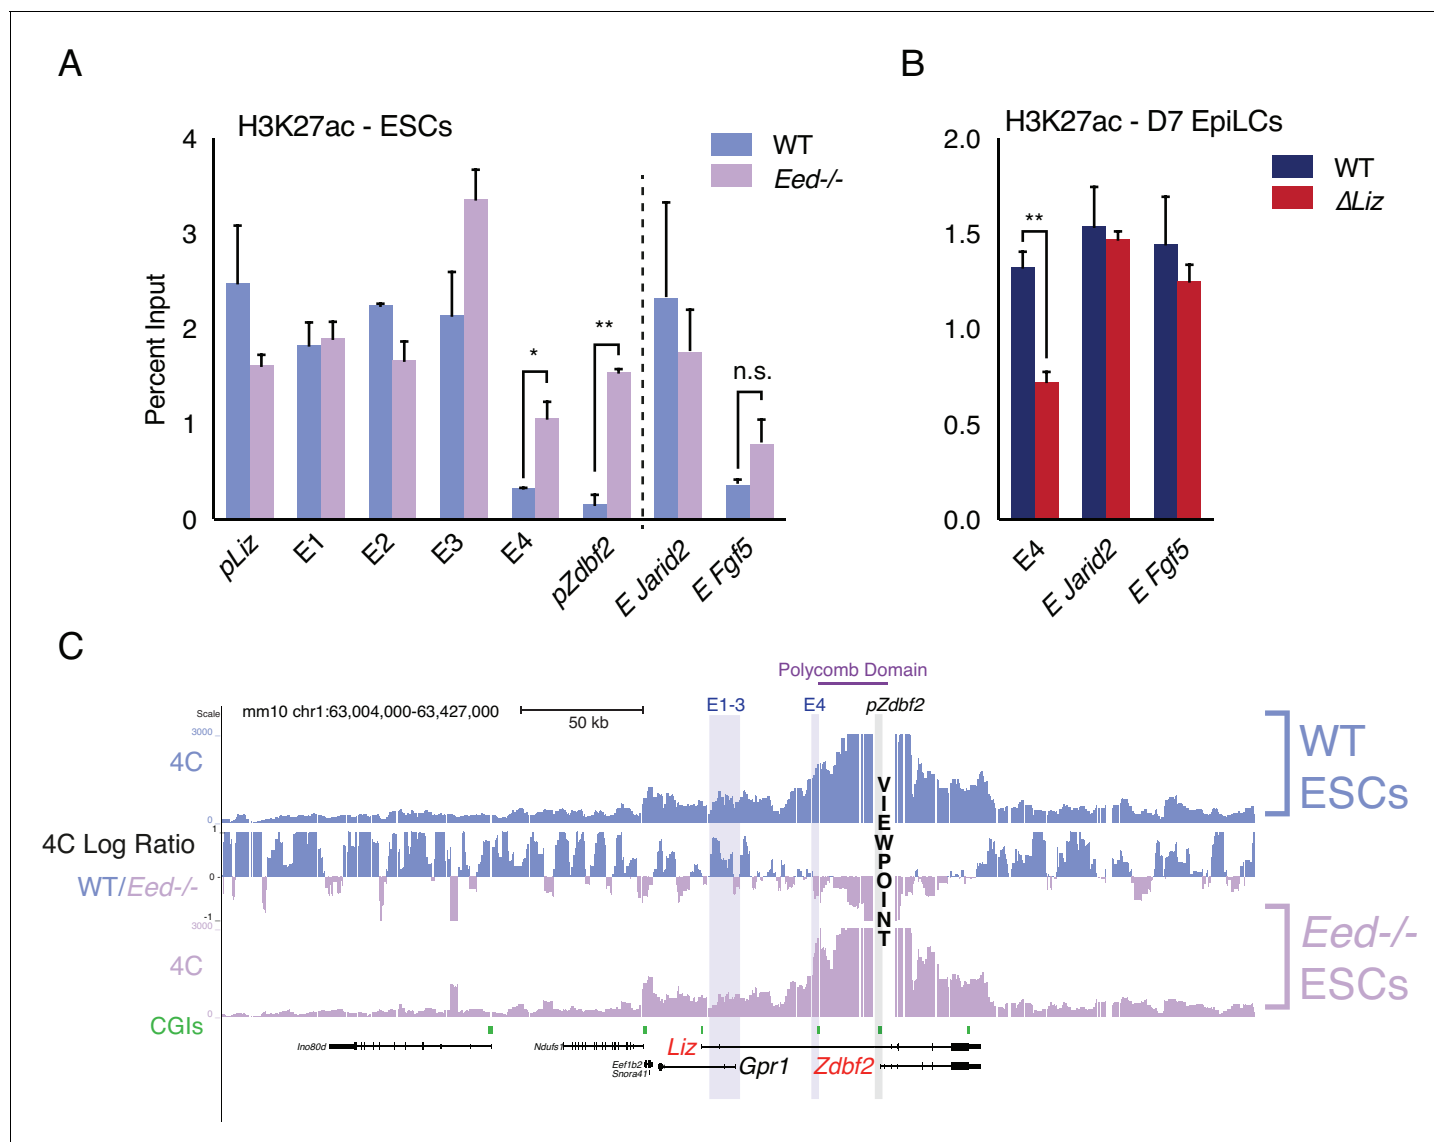 A
H3K27ac - ESCs
WT
Eed-/-
Percent Input
4
3
2
1
0
*
**
n.s.
pLiz
E1
E2
E3
E4
pZdbf2
E Jarid2
E Fgf5
B
H3K27ac - D7 EpiLCs
WT
ΔLiz
2.0
1.5
1.0
0.5
0.0
**
E4
E Jarid2
E Fgf5
C
Polycomb Domain
Scale
mm10 chr1:63,004,000-63,427,000
50 kb
E1-3
E4
pZdbf2
3000
4C
0
WT
ESCs
VIEWPOINT
1
4C Log Ratio
0
WT/Eed-/-
-1
3000
4C
0
Eed-/-
ESCs
CGIs
Ino80d
Ndufs1
Liz
Eef1b2
Snora41
Gpr1
Zdbf2